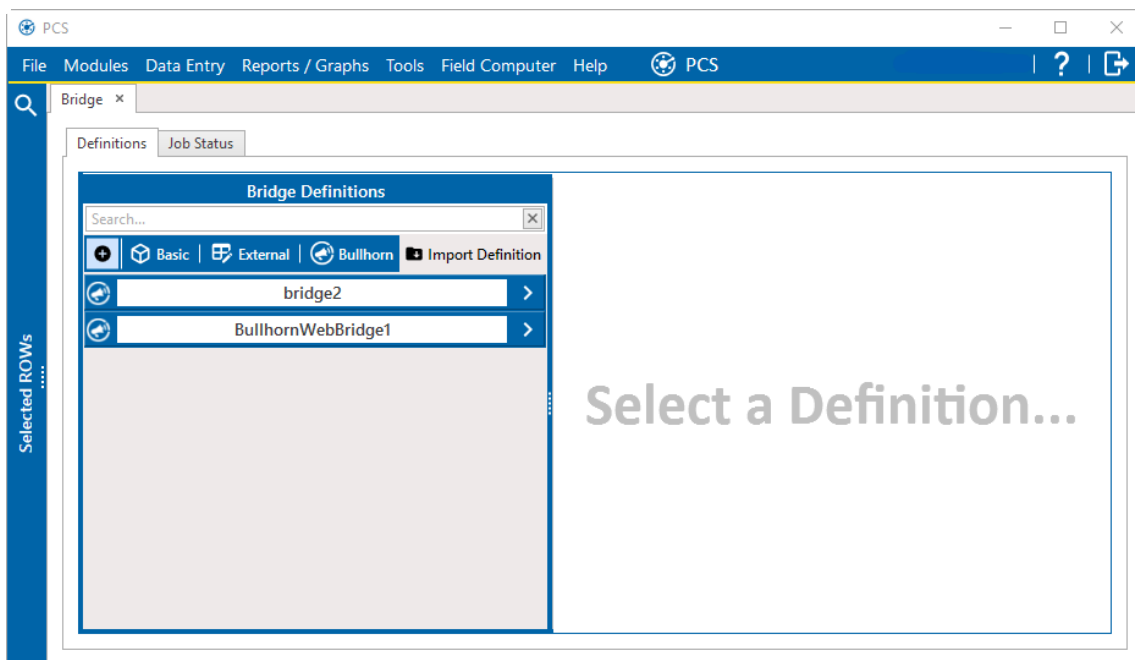 PCS
File Modules Data Entry Reports / Graphs Tools Field Computer Help PCS ?
Bridge ×
Definitions Job Status
Bridge Definitions
Search...
Basic | External | Bullhorn Import Definition
bridge2
BullhornWebBridge1
Selected ROWs
Select a Definition...